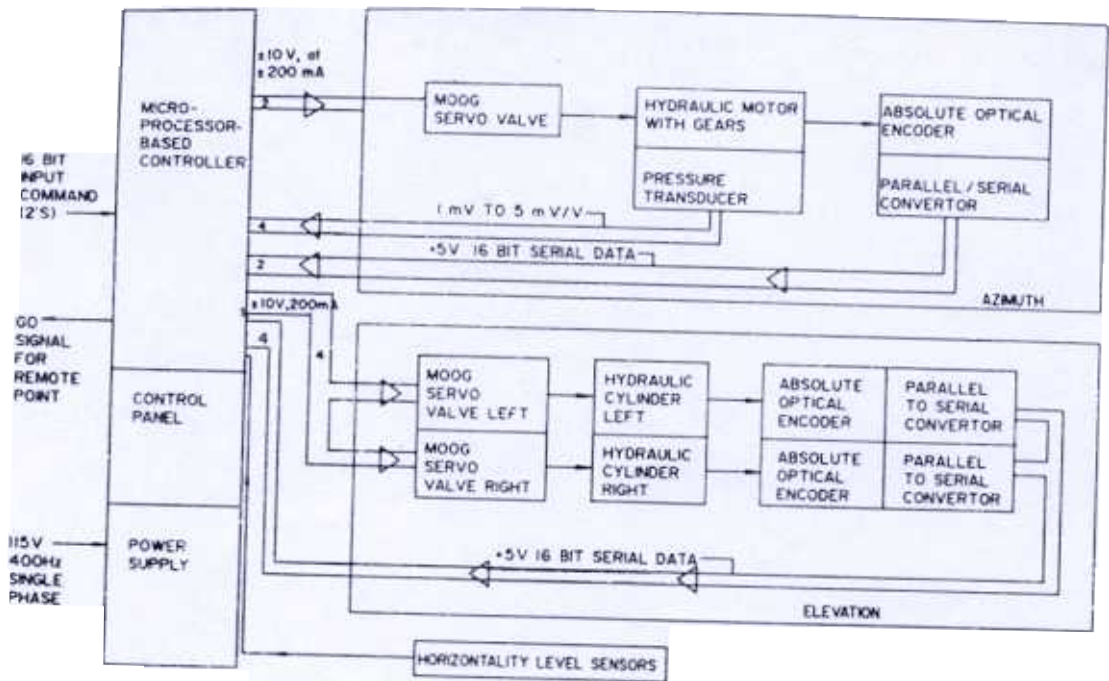 ±10 V, at
± 200 mA
2
MICRO-
PROCESSOR-
BASED
CONTROLLER
16 BIT
INPUT
COMMAND
(2'S)
GO
SIGNAL
FOR
REMOTE
POINT
CONTROL
PANEL
115V
400Hz
SINGLE
PHASE
POWER
SUPPLY
MOOG
SERVO VALVE
HYDRAULIC MOTOR
WITH GEARS
PRESSURE
TRANSDUCER
ABSOLUTE OPTICAL
ENCODER
PARALLEL / SERIAL
CONVERTOR
1 mV TO 5 mV/V
4
+5V 16 BIT SERIAL DATA
2
AZIMUTH
±10V, 200mA
4
4
MOOG
SERVO
VALVE LEFT
HYDRAULIC
CYLINDER
LEFT
ABSOLUTE
OPTICAL
ENCODER
PARALLEL
TO SERIAL
CONVERTOR
MOOG
SERVO
VALVE RIGHT
HYDRAULIC
CYLINDER
RIGHT
ABSOLUTE
OPTICAL
ENCODER
PARALLEL
TO SERIAL
CONVERTOR
+5V 16 BIT SERIAL DATA
ELEVATION
HORIZONTALITY LEVEL SENSORS